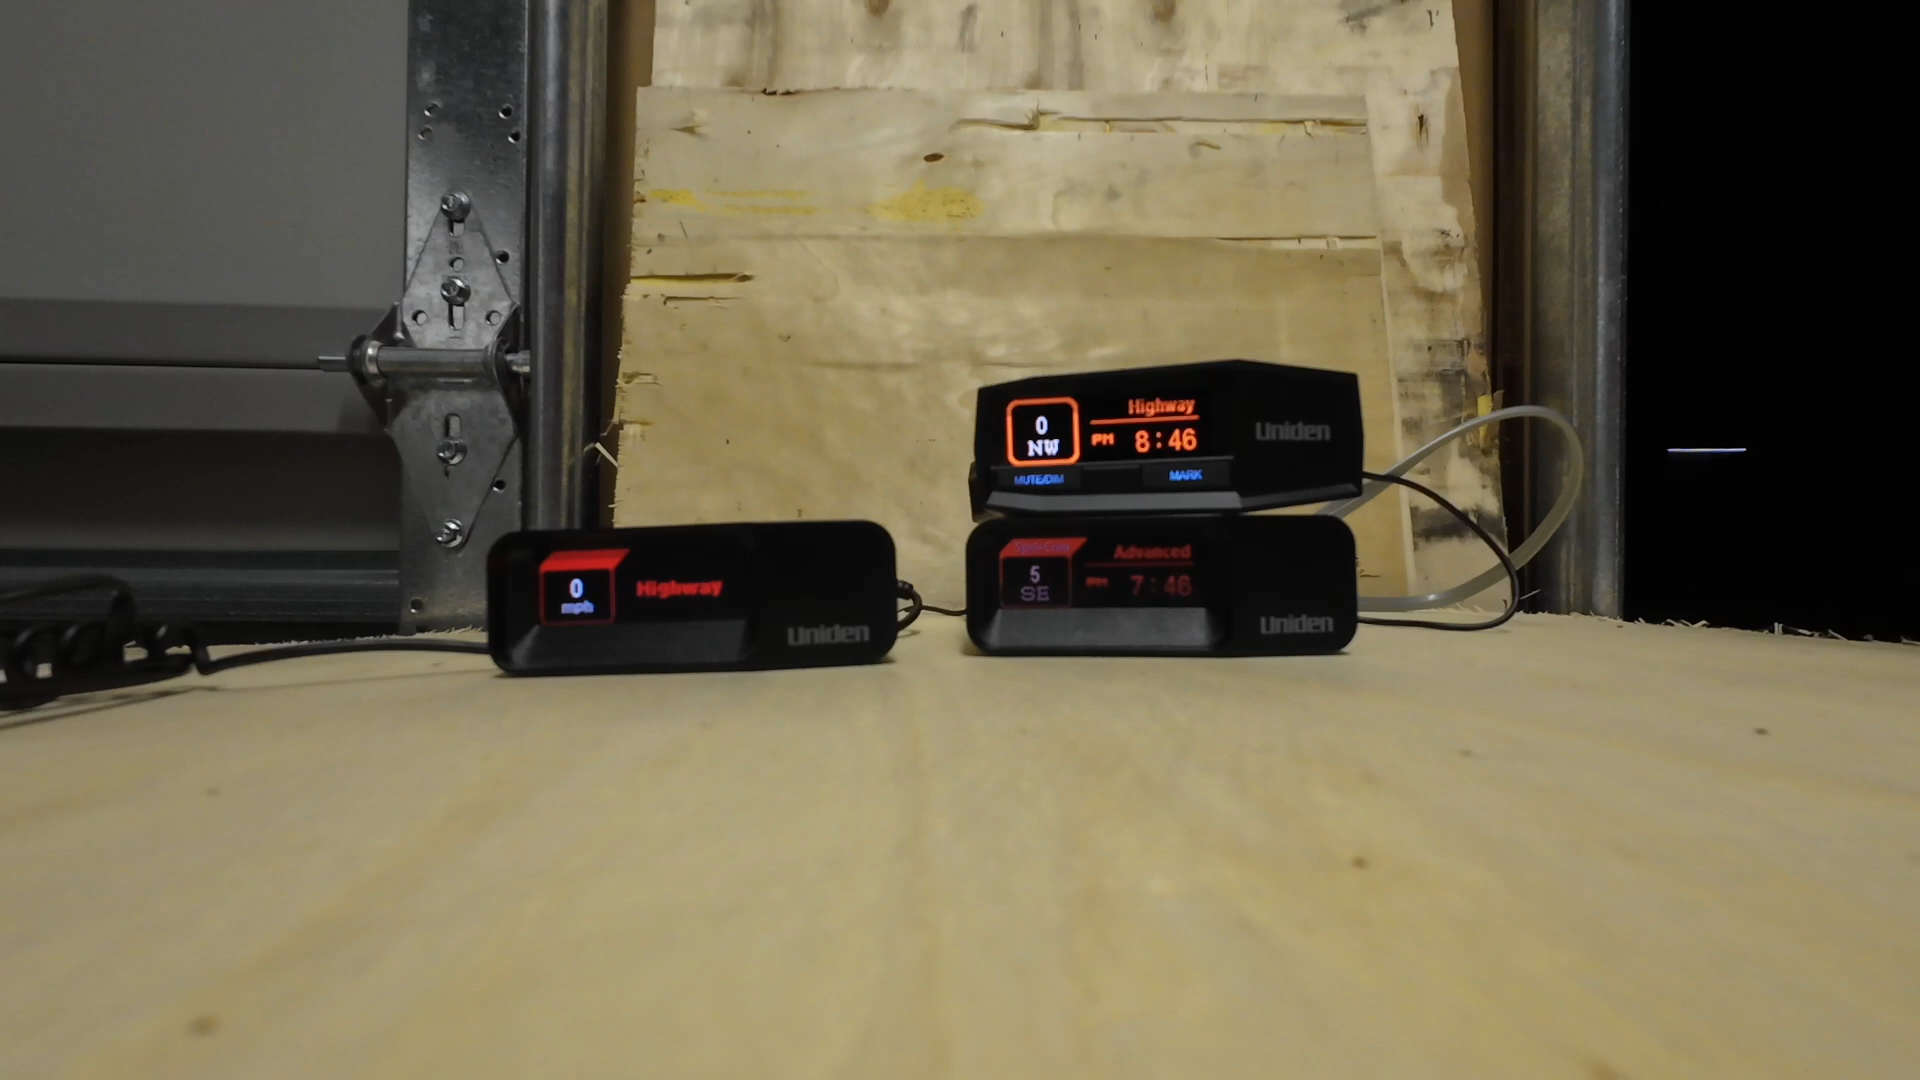 0
NW
Highway
PM 8:46
Uniden
MUTE/DIM
MARK
0
mph
Highway
Uniden
5
SE
Advanced
PM 7:46
Uniden